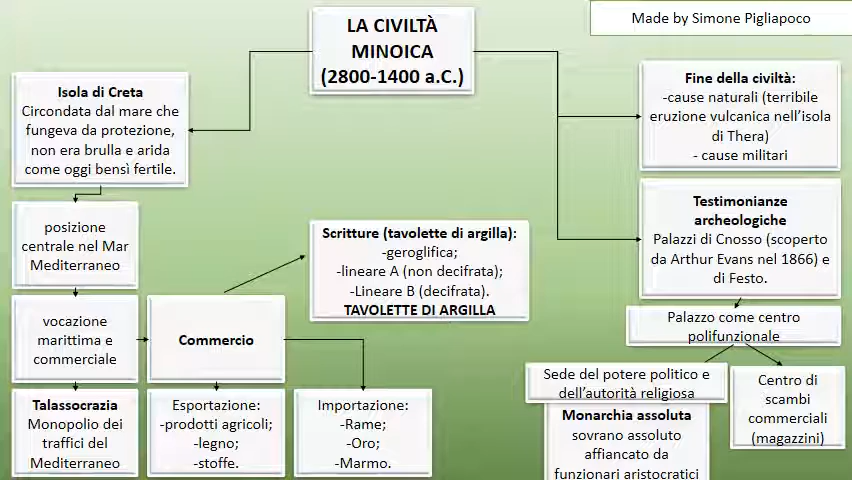 LA CIVILTÀ
MINOICA
(2800-1400 a.C.)
Made by Simone Pigliapoco
Isola di Creta
Circondata dal mare che
fungeva da protezione,
non era brulla e arida
come oggi bensì fertile.
posizione
centrale nel Mar
Mediterraneo
vocazione
marittima e
commerciale
Talassocrazia
Monopolio dei
traffici del
Mediterraneo
Commercio
Esportazione:
-prodotti agricoli;
-legno;
-stoffe.
Importazione:
-Rame;
-Oro;
-Marmo.
Scritture (tavolette di argilla):
-geroglifica;
-lineare A (non decifrata);
-Lineare B (decifrata).
TAVOLETTE DI ARGILLA
Fine della civiltà:
-cause naturali (terribile
eruzione vulcanica nell'isola
di Thera)
- cause militari
Testimonianze
archeologiche
Palazzi di Cnosso (scoperto
da Arthur Evans nel 1866) e
di Festo.
Palazzo come centro
polifunzionale
Sede del potere politico e
dell'autorità religiosa
Monarchia assoluta
sovrano assoluto
affiancato da
funzionari aristocratici
Centro di
scambi
commerciali
(magazzini)